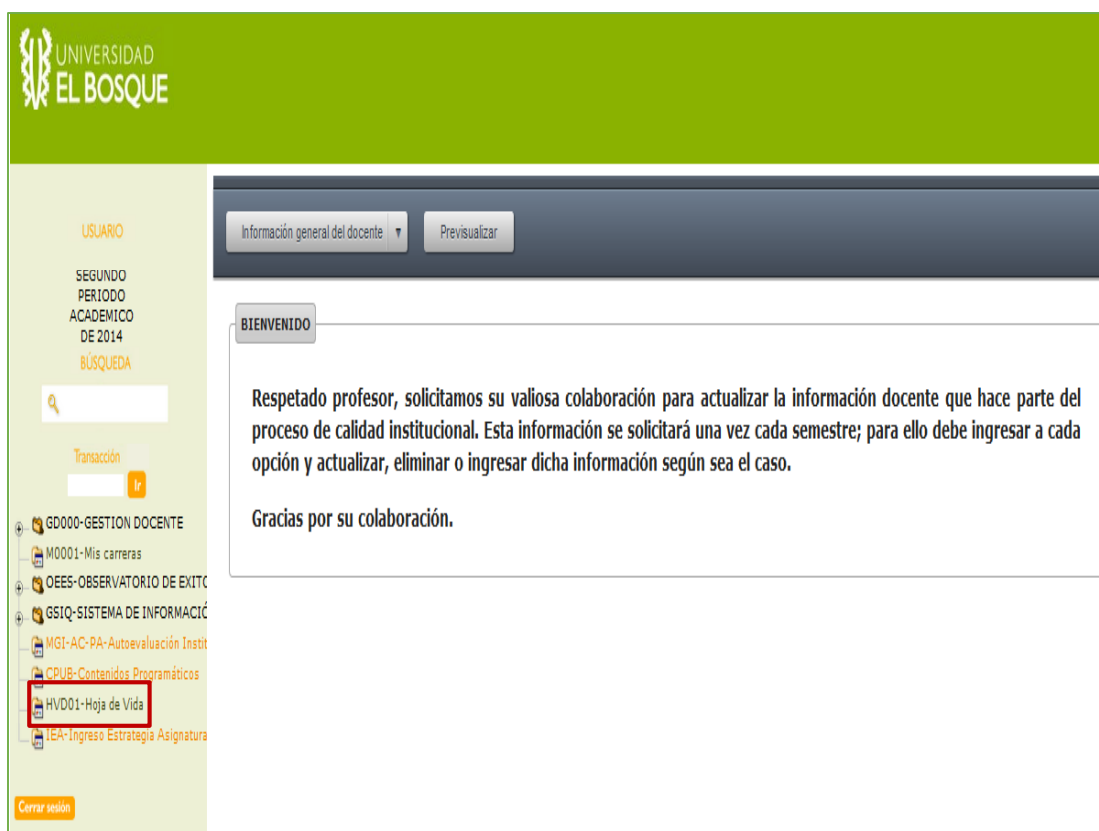 UNIVERSIDAD
EL BOSQUE
USUARIO
SEGUNDO
PERIODO
ACADEMICO
DE 2014
BÚSQUEDA
Transacción
Ir
GD000-GESTION DOCENTE
M0001-Mis carreras
OEES-OBSERVATORIO DE EXITO
GSIQ-SISTEMA DE INFORMACIÓ
MGI-AC-PA-Autoevaluación Instit
CPUB-Contenidos Programáticos
HVD01-Hoja de Vida
IEA-Ingreso Estrategia Asignatura
Cerrar sesión
Información general del docente
Previsualizar
BIENVENIDO
Respetado profesor, solicitamos su valiosa colaboración para actualizar la información docente que hace parte del
proceso de calidad institucional. Esta información se solicitará una vez cada semestre; para ello debe ingresar a cada
opción y actualizar, eliminar o ingresar dicha información según sea el caso.
Gracias por su colaboración.